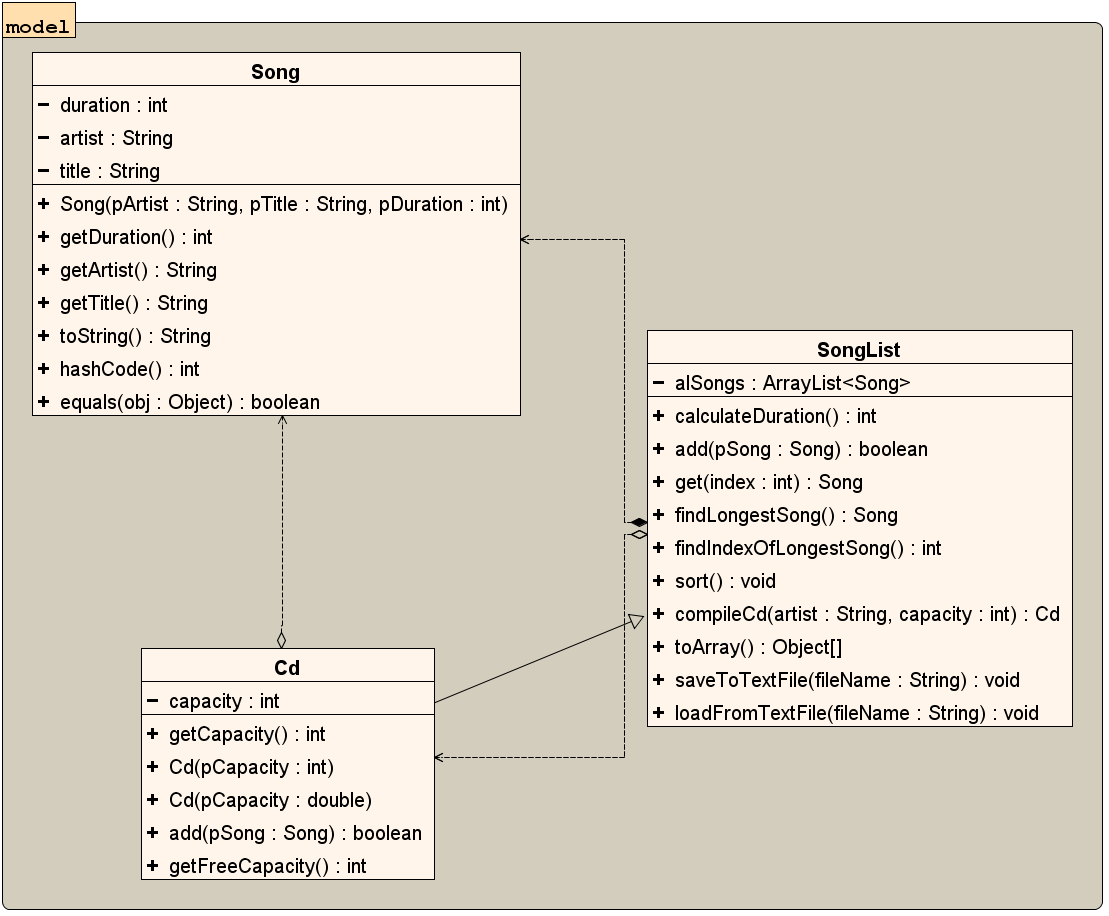 model
Song
− duration : int
− artist : String
− title : String
+ Song(pArtist : String, pTitle : String, pDuration : int)
+ getDuration() : int
+ getArtist() : String
+ getTitle() : String
+ toString() : String
+ hashCode() : int
+ equals(obj : Object) : boolean
SongList
− alSongs : ArrayList<Song>
+ calculateDuration() : int
+ add(pSong : Song) : boolean
+ get(index : int) : Song
+ findLongestSong() : Song
+ findIndexOfLongestSong() : int
+ sort() : void
+ compileCd(artist : String, capacity : int) : Cd
+ toArray() : Object[]
+ saveToTextFile(fileName : String) : void
+ loadFromTextFile(fileName : String) : void
Cd
− capacity : int
+ getCapacity() : int
+ Cd(pCapacity : int)
+ Cd(pCapacity : double)
+ add(pSong : Song) : boolean
+ getFreeCapacity() : int